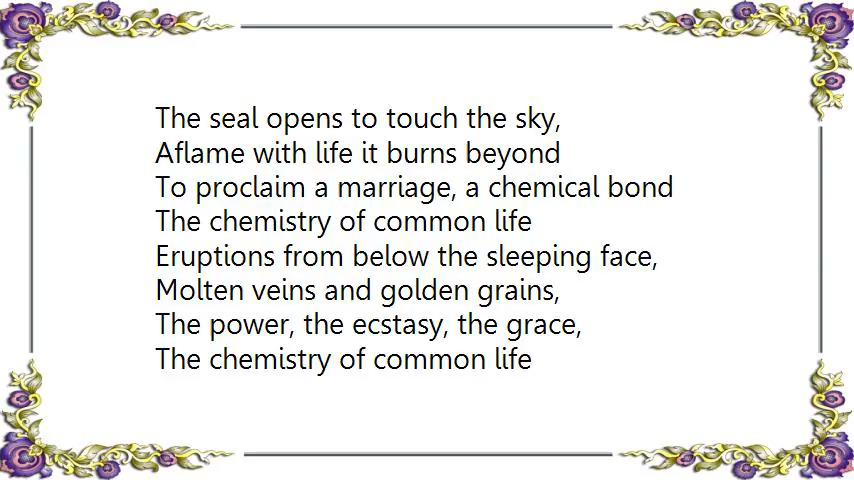 The seal opens to touch the sky,
Aflame with life it burns beyond
To proclaim a marriage, a chemical bond
The chemistry of common life
Eruptions from below the sleeping face,
Molten veins and golden grains,
The power, the ecstasy, the grace,
The chemistry of common life